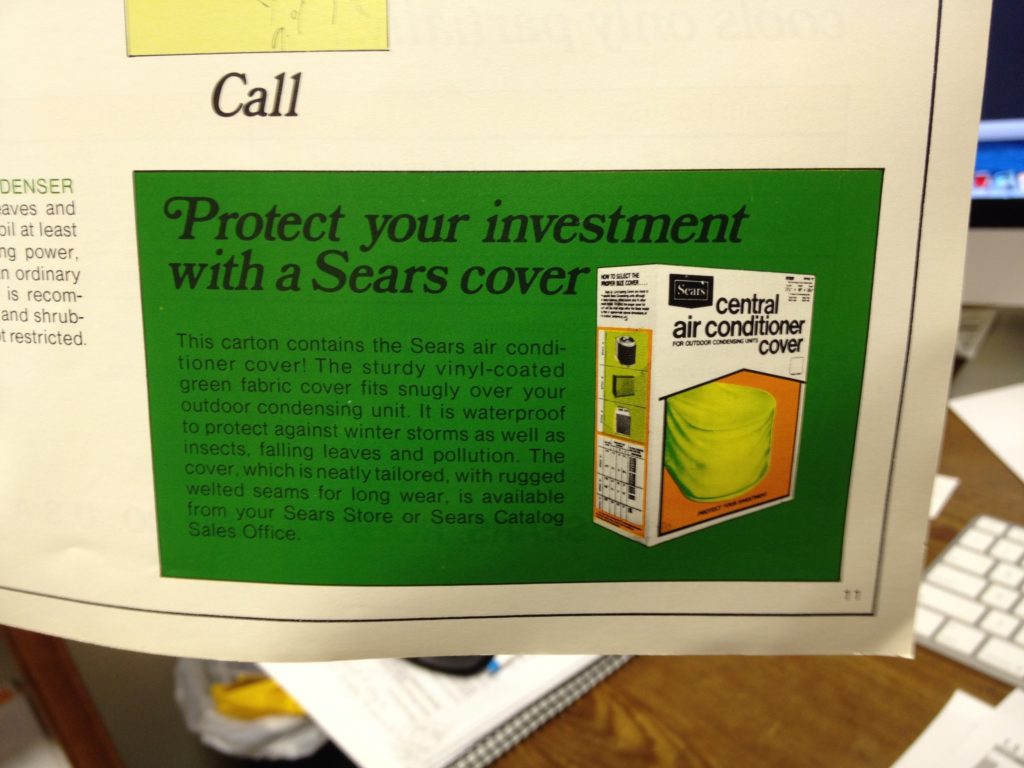 Call
DENSER
eaves and
oil at least
ng power,
n ordinary
is recom-
and shrub-
t restricted.
Protect your investment
with a Sears cover
This carton contains the Sears air condi-
tioner cover! The sturdy vinyl-coated
green fabric cover fits snugly over your
outdoor condensing unit. It is waterproof
to protect against winter storms as well as
insects, falling leaves and pollution. The
cover, which is neatly tailored, with rugged
welted seams for long wear, is available
from your Sears Store or Sears Catalog
Sales Office.
HOW TO SELECT THE
PROPER SIZE COVER....
Sears
central
air conditioner
FOR OUTDOOR CONDENSING UNITS
cover
PROTECT YOUR INVESTMENT
11